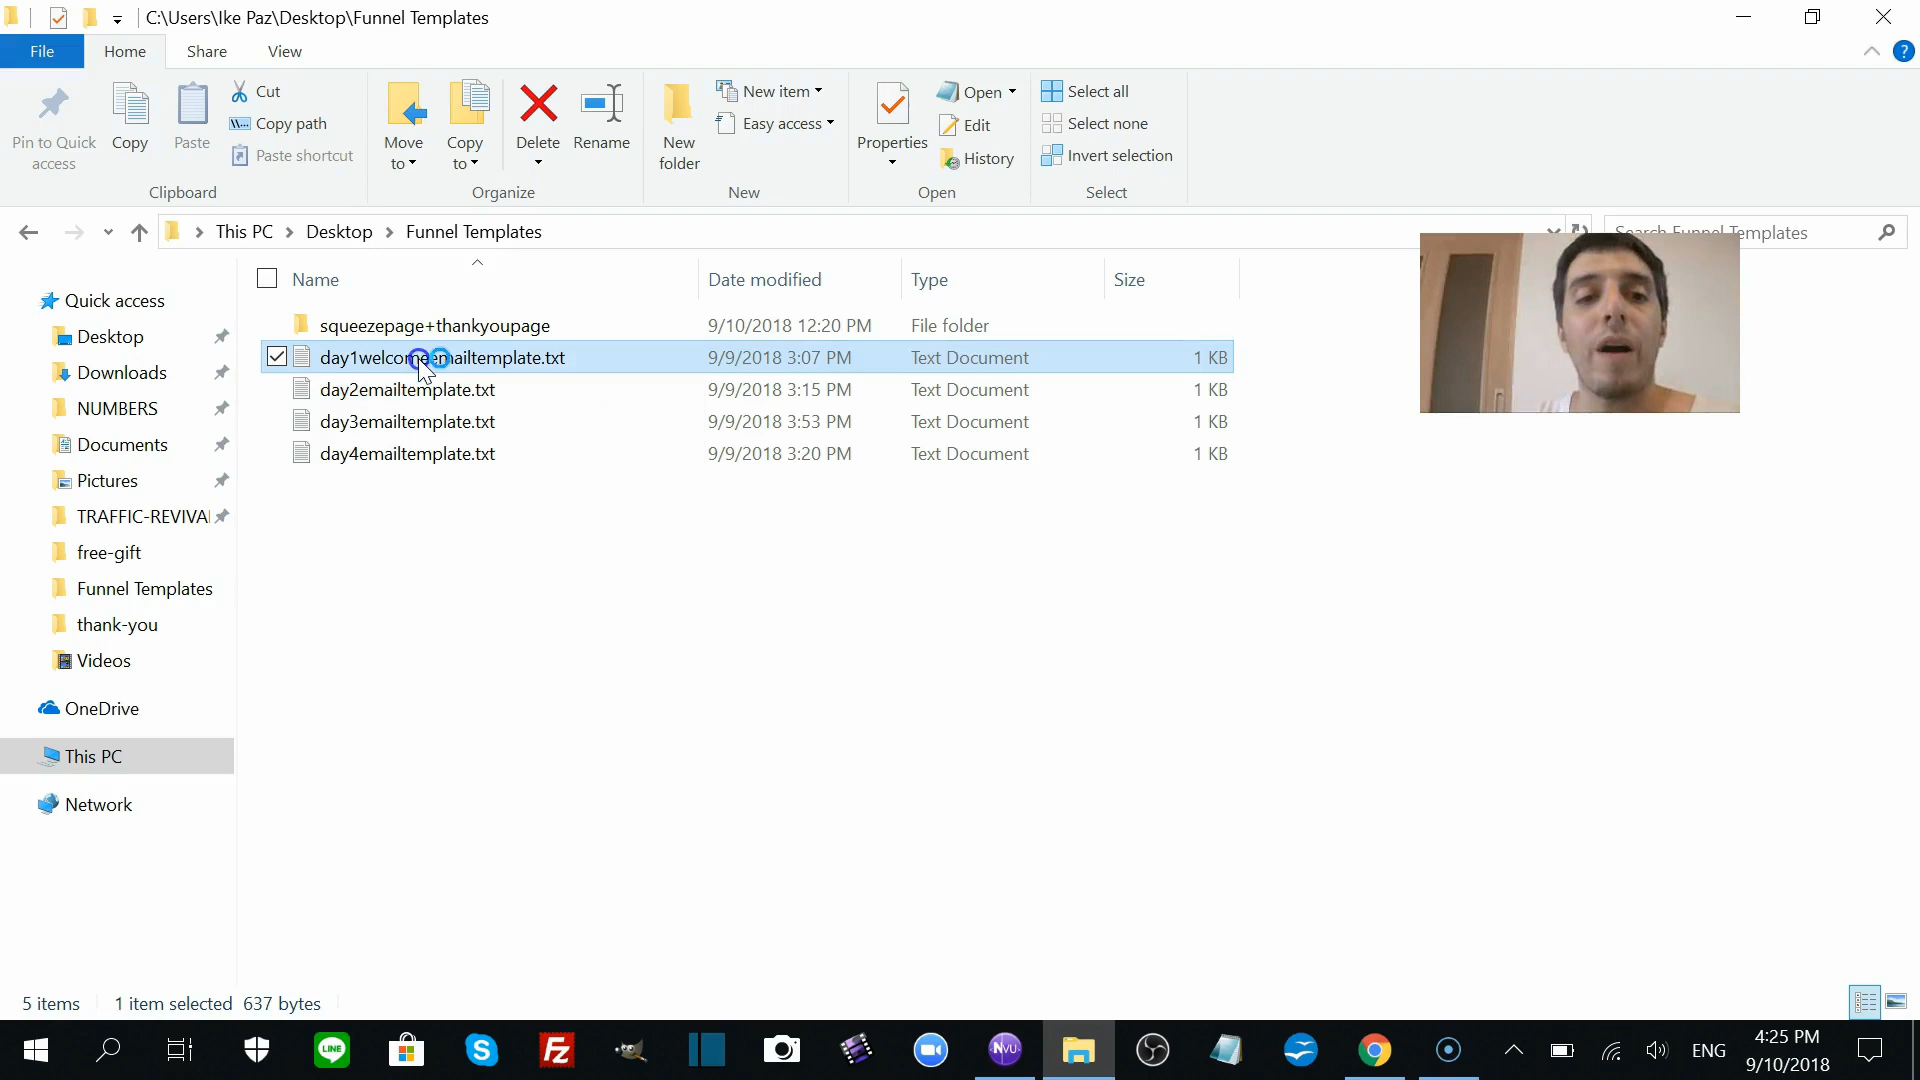 C:\Users\Ike Paz\Desktop\Funnel Templates
File Home Share View
Pin to Quick access
Copy
Paste
Cut
Copy path
Paste shortcut
Clipboard
Move to
Copy to
Delete
Rename
Organize
New folder
New item
Easy access
New
Properties
Open
Edit
History
Open
Select all
Select none
Invert selection
Select
This PC Desktop Funnel Templates
Search Funnel Templates
Name Date modified Type Size
squeezepage+thankyoupage 9/10/2018 12:20 PM File folder
day1welcomeemailtemplate.txt 9/9/2018 3:07 PM Text Document 1 KB
day2emailtemplate.txt 9/9/2018 3:15 PM Text Document 1 KB
day3emailtemplate.txt 9/9/2018 3:53 PM Text Document 1 KB
day4emailtemplate.txt 9/9/2018 3:20 PM Text Document 1 KB
Quick access
Desktop
Downloads
NUMBERS
Documents
Pictures
TRAFFIC-REVIVAL
free-gift
Funnel Templates
thank-you
Videos
OneDrive
This PC
Network
5 items 1 item selected 637 bytes
LINE
NVU
ENG
4:25 PM
9/10/2018